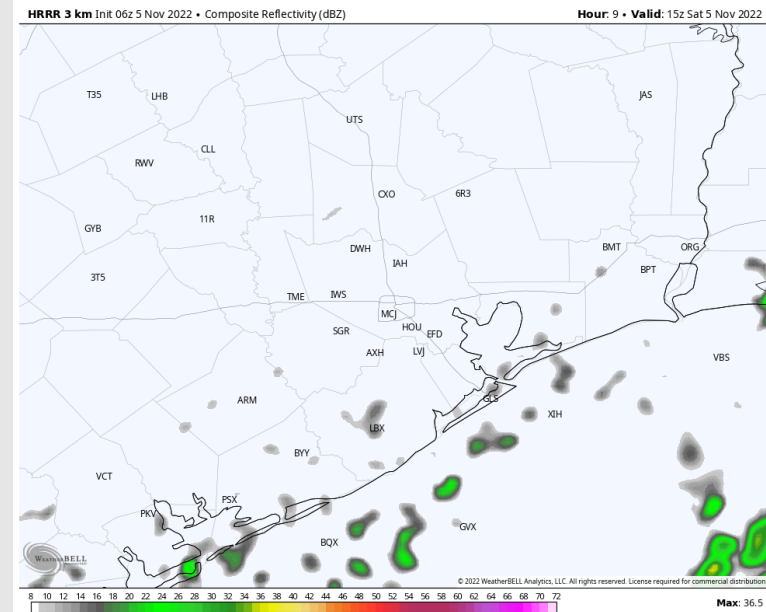 HRRR 3 km Init 06z 5 Nov 2022 • Composite Reflectivity (dBZ) Hour: 9 • Valid: 15z Sat 5 Nov 2022
T35 LHB JAS
UTS
CLL
RWV
CXO 6R3
11R
GYB
DWH BMT ORG
IAH BPT
3T5
TME IWS
MCJ
SGR HOU EFD
AXH LVJ VBS
ARM GLS
LBX XIH
BYY
VCT
PSX
PKV
GVX
BQX
WEATHERBELL
© 2022 WeatherBELL Analytics, LLC. All rights reserved. License required for commercial distribution
8 10 12 14 16 18 20 22 24 26 28 30 32 34 36 38 40 42 44 46 48 50 52 54 56 58 60 62 64 66 68 70 72 Max: 36.5